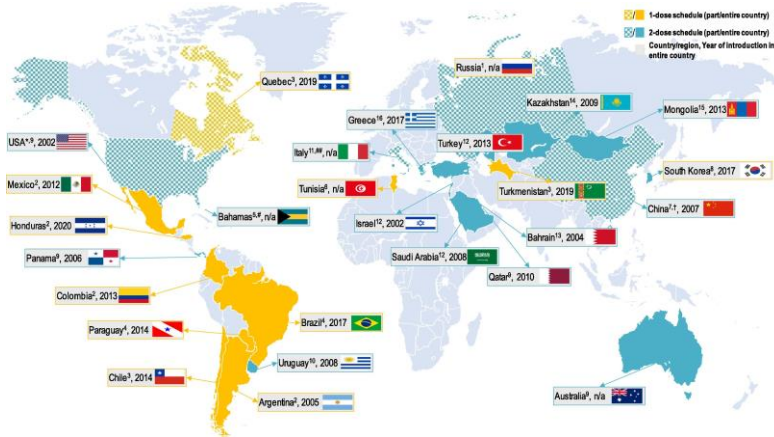 1-dose schedule (part/entire country)
2-dose schedule (part/entire country)
Country/region, Year of introduction in
entire country
Russia¹, n/a
Quebec³, 2019
Kazakhstan¹⁴, 2009
Mongolia¹⁵, 2013
Greece¹⁶, 2017
USA*,⁹, 2002
Turkey¹², 2013
Italy¹¹,##, n/a
South Korea⁸, 2017
Mexico², 2012
Tunisia⁶, n/a
Turkmenistan³, 2019
China⁷,†, 2007
Bahamas⁵,#, n/a
Honduras², 2020
Israel¹², 2002
Bahrain¹³, 2004
Panama⁹, 2006
Saudi Arabia¹², 2008
Qatar⁹, 2010
Colombia², 2013
Brazil⁴, 2017
Paraguay⁴, 2014
Uruguay¹⁰, 2008
Chile³, 2014
Argentina², 2005
Australia⁹, n/a